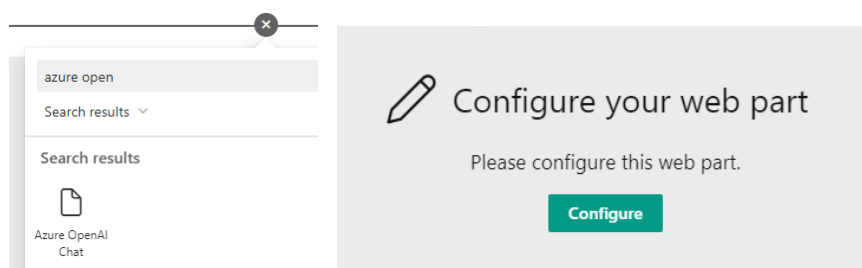 azure open
Search results
Search results
Azure OpenAI
Chat
Configure your web part
Please configure this web part.
Configure